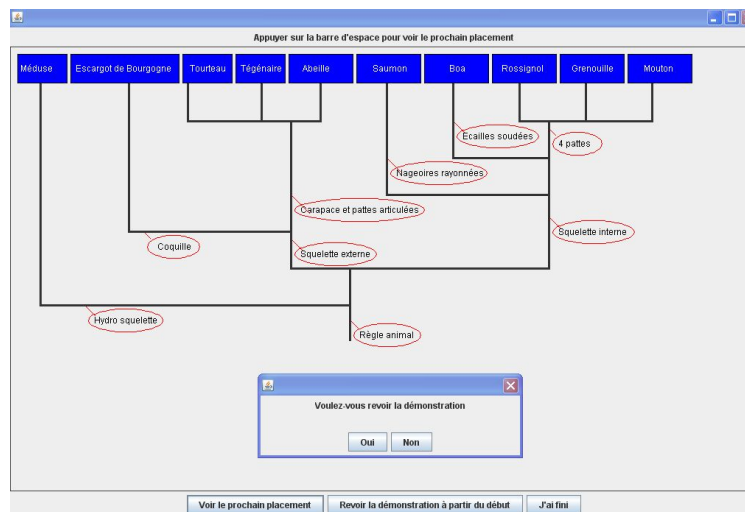 Appuyer sur la barre d'espace pour voir le prochain placement
Méduse
Escargot de Bourgogne
Tourteau
Tégénaire
Abeille
Saumon
Boa
Rossignol
Grenouille
Mouton
Ecailles soudées
4 pattes
Nageoires rayonnées
Carapace et pattes articulées
Squelette interne
Coquille
Squelette externe
Hydro squelette
Règle animal
Voulez-vous revoir la démonstration
Oui
Non
Voir le prochain placement
Revoir la démonstration à partir du début
J'ai fini